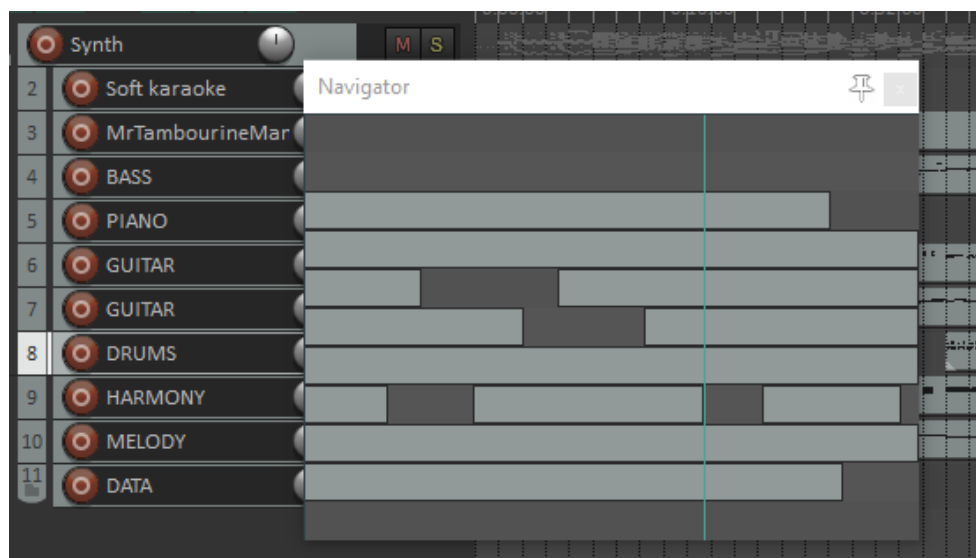 Synth M S
2 Soft karaoke
Navigator x
3 MrTambourineMar
4 BASS
5 PIANO
6 GUITAR
7 GUITAR
8 DRUMS
9 HARMONY
10 MELODY
11 DATA